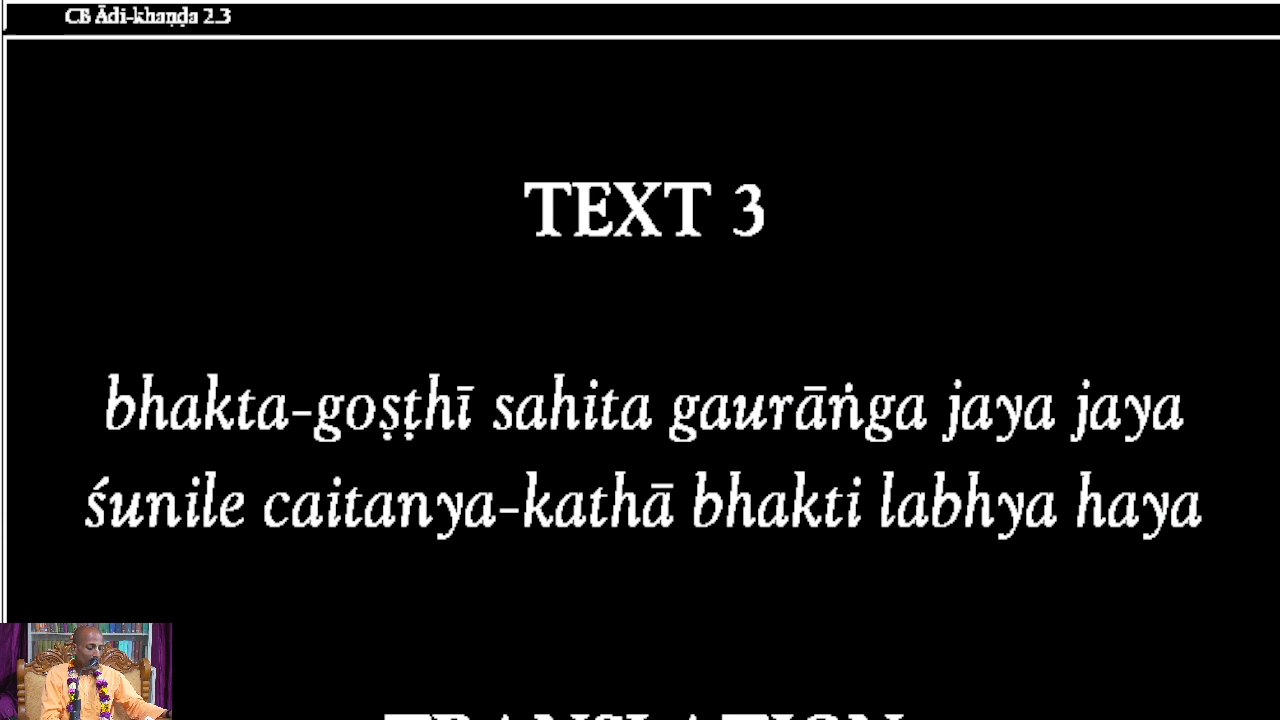 CB Ādi-khaṇḍa 2.3
TEXT 3
bhakta-goṣṭhī sahita gaurāṅga jaya jaya
śunile caitanya-kathā bhakti labhya haya
TRANSLATION